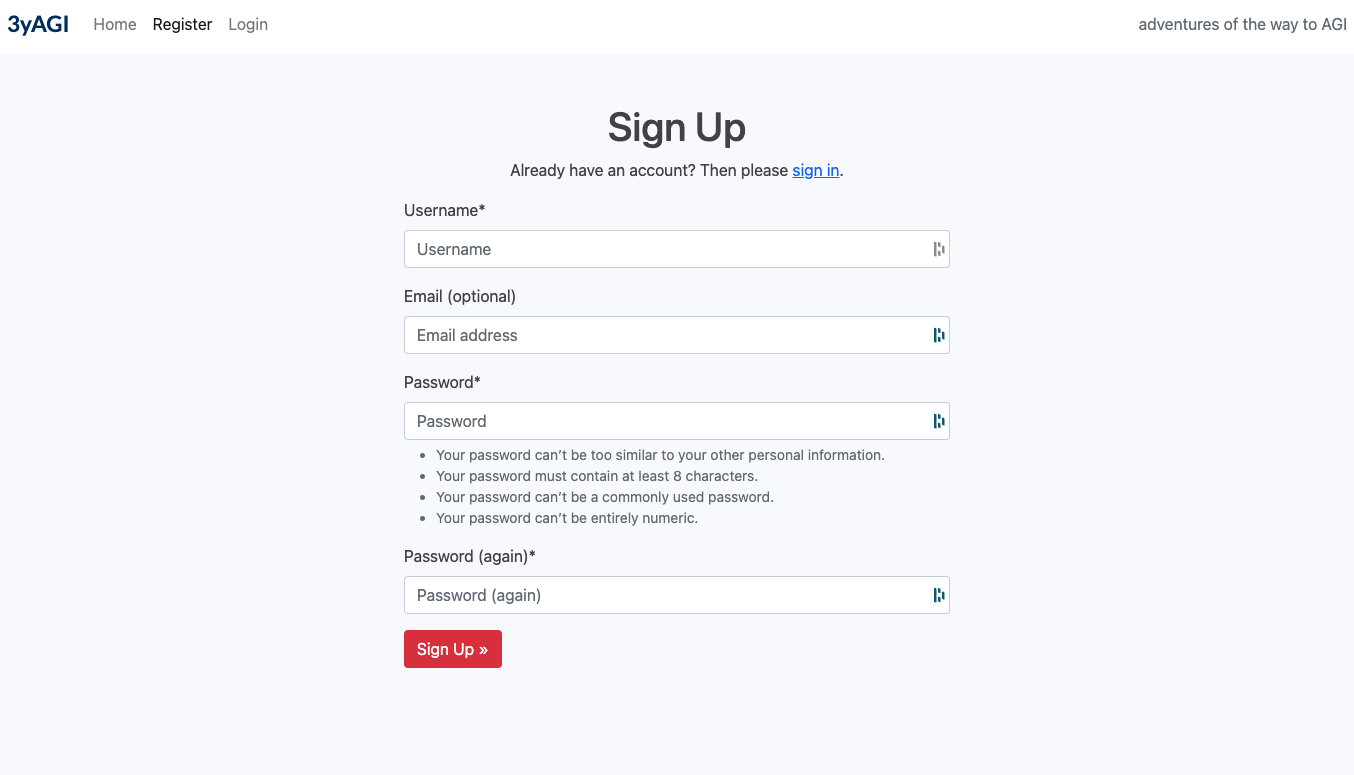 3yAGI Home Register Login adventures of the way to AGI
Sign Up
Already have an account? Then please sign in.
Username*
Username
Email (optional)
Email address
Password*
Password
• Your password can’t be too similar to your other personal information.
• Your password must contain at least 8 characters.
• Your password can’t be a commonly used password.
• Your password can’t be entirely numeric.
Password (again)*
Password (again)
Sign Up »